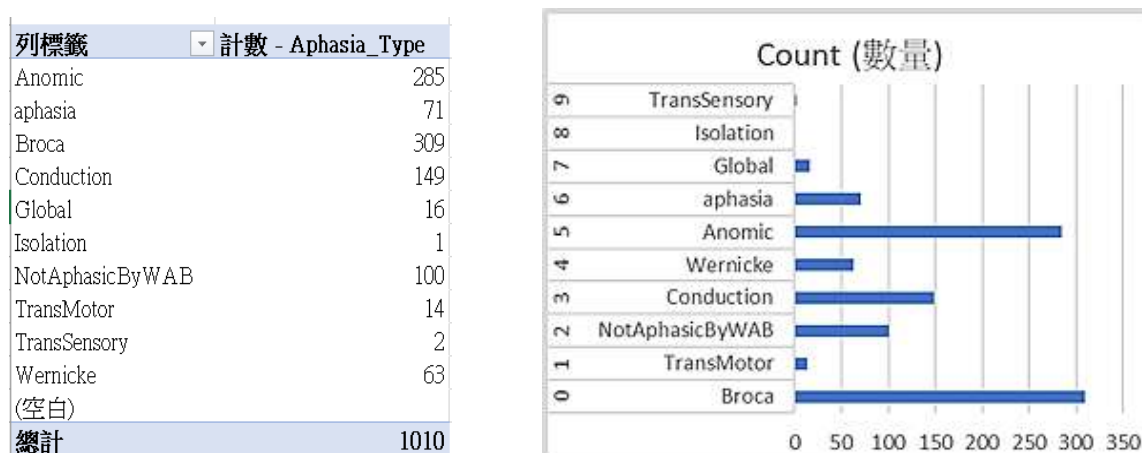 列標籤 計數 - Aphasia_Type
Anomic 285
aphasia 71
Broca 309
Conduction 149
Global 16
Isolation 1
NotAphasicByWAB 100
TransMotor 14
TransSensory 2
Wernicke 63
(空白)
總計 1010
Count (數量)
9 TransSensory
8 Isolation
7 Global
6 aphasia
5 Anomic
4 Wernicke
3 Conduction
2 NotAphasicByWAB
1 TransMotor
0 Broca
0 50 100 150 200 250 300 350